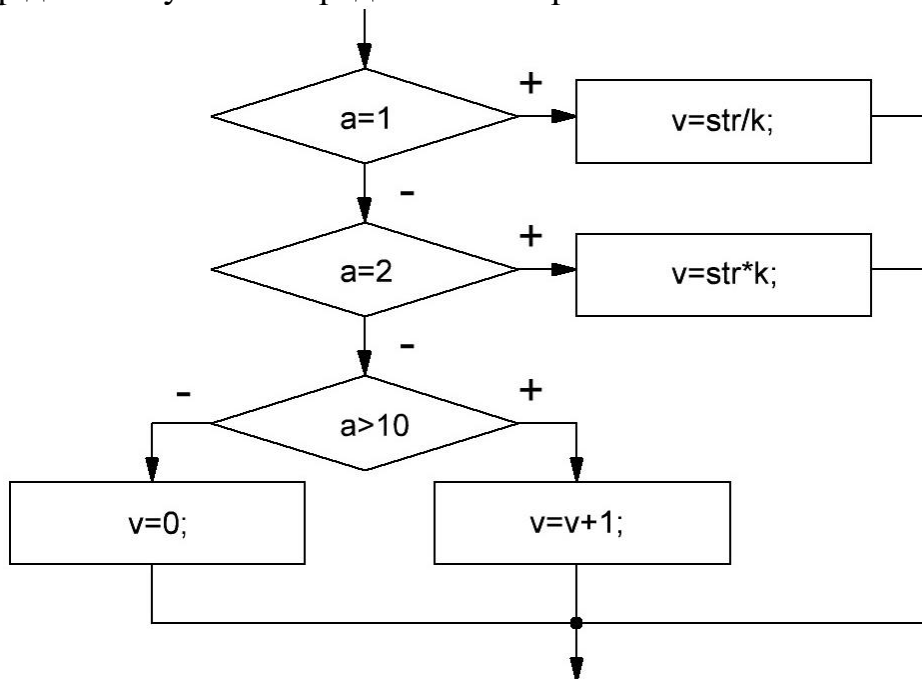 +
a=1
v=str/k;
-
+
a=2
v=str*k;
-
-
+
a>10
v=0;
v=v+1;